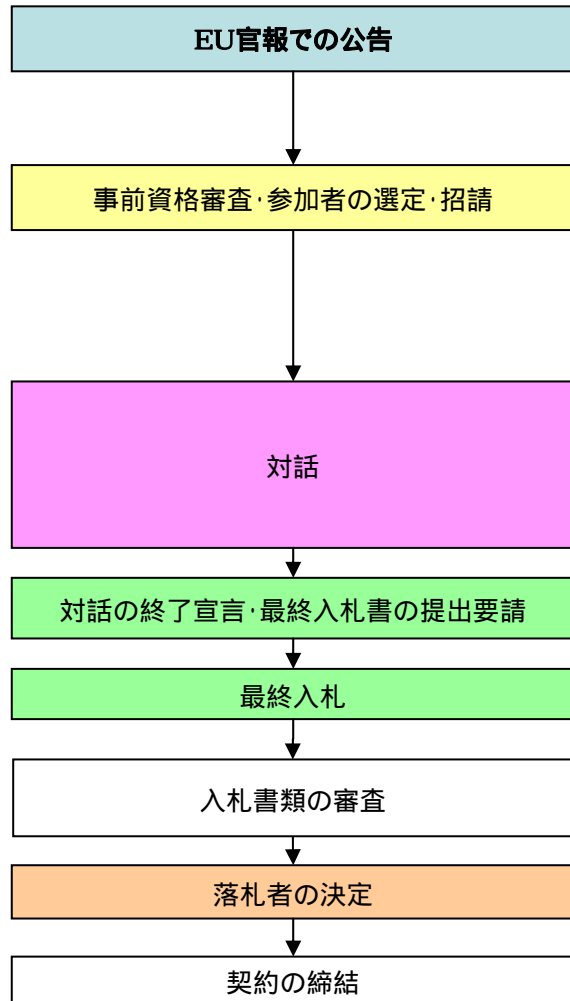 EU官報での公告
事前資格審査・参加者の選定・招請
対話
対話の終了宣言・最終入札書の提出要請
最終入札
入札書類の審査
落札者の決定
契約の締結